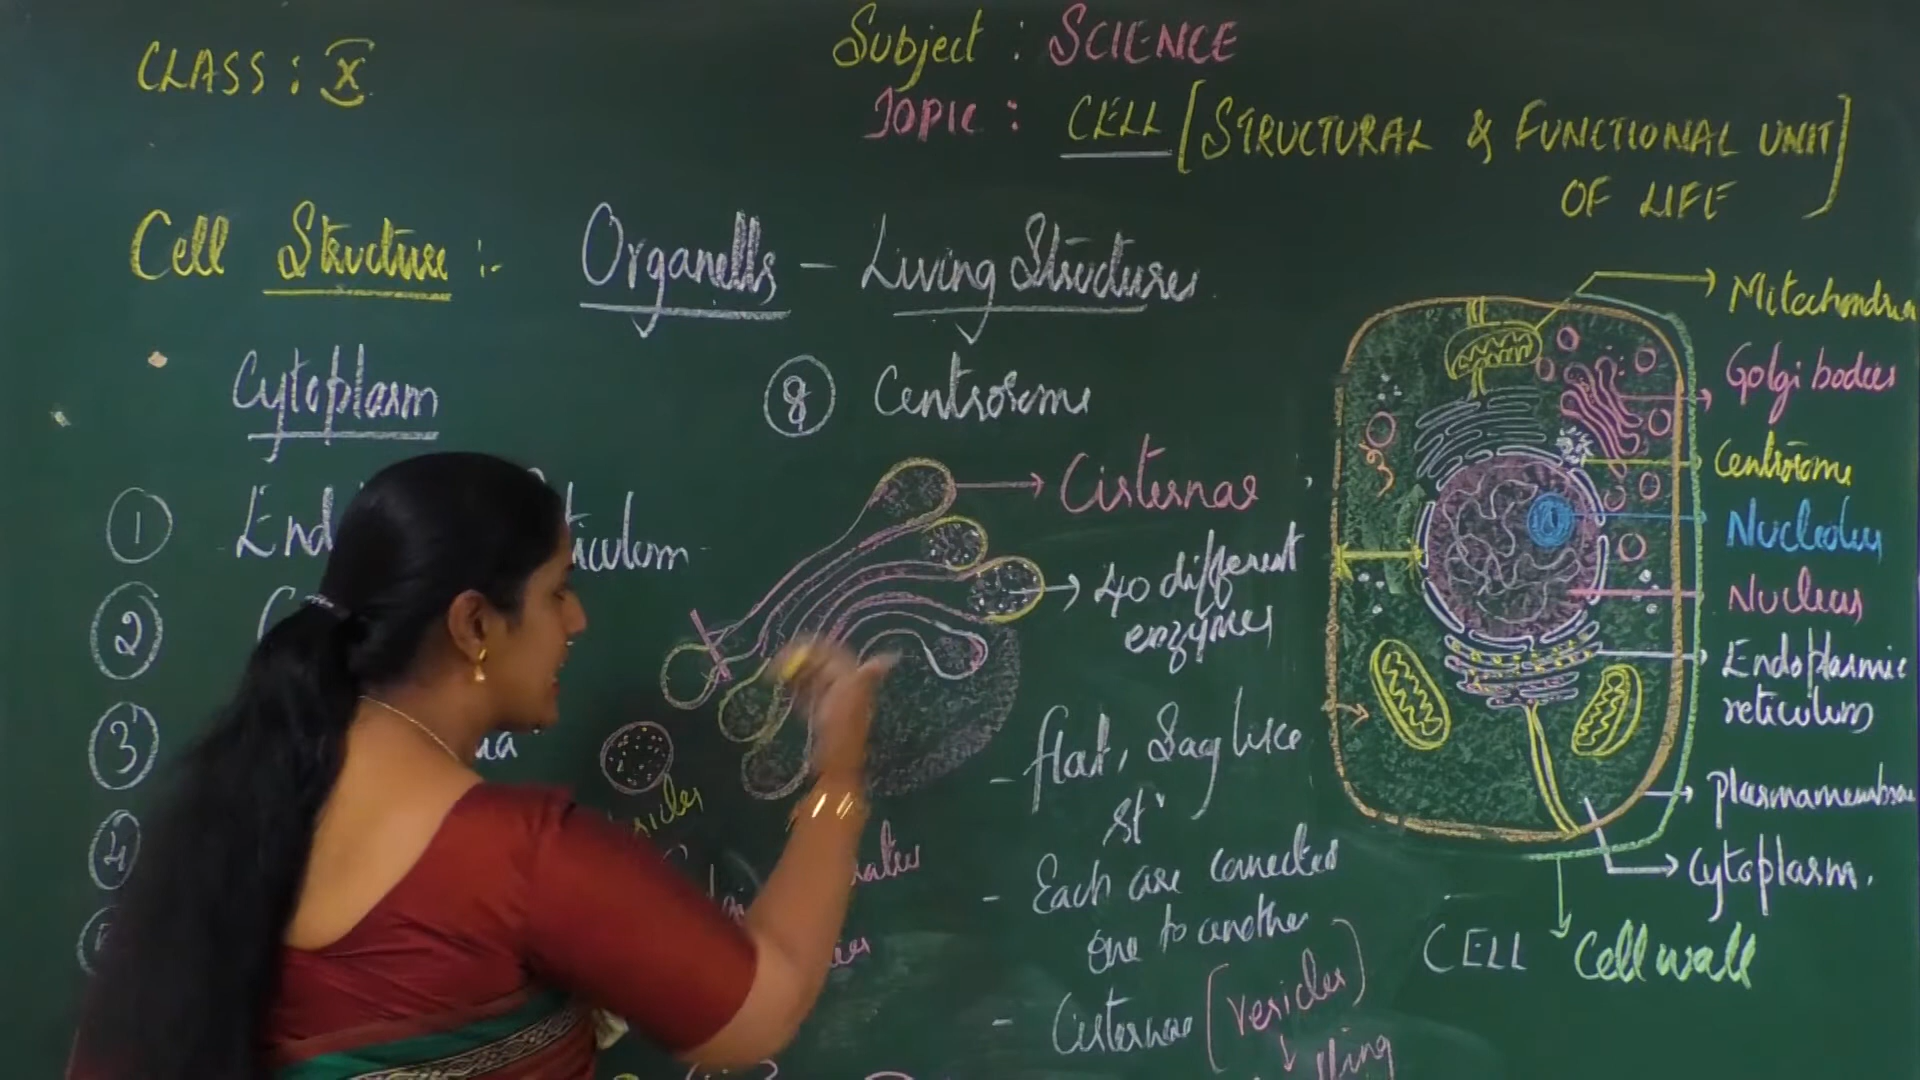 CLASS : X
Subject : SCIENCE
TOPIC : CELL [STRUCTURAL & FUNCTIONAL UNIT]
OF LIFE
Cell Structure :-
Organells - Living Structures
Cytoplasm
8 Centrosome
1
2
3
4
Cisternae
40 different
enzymes
- flat, Sag like
st
- Each are connected
one to another
- Cisternae (vesicles)
Mitochondria
Golgi bodies
Centrosome
Nucleolus
Nucleus
Endoplasmic
reticulum
Plasmamembrane
Cytoplasm.
CELL
Cell wall